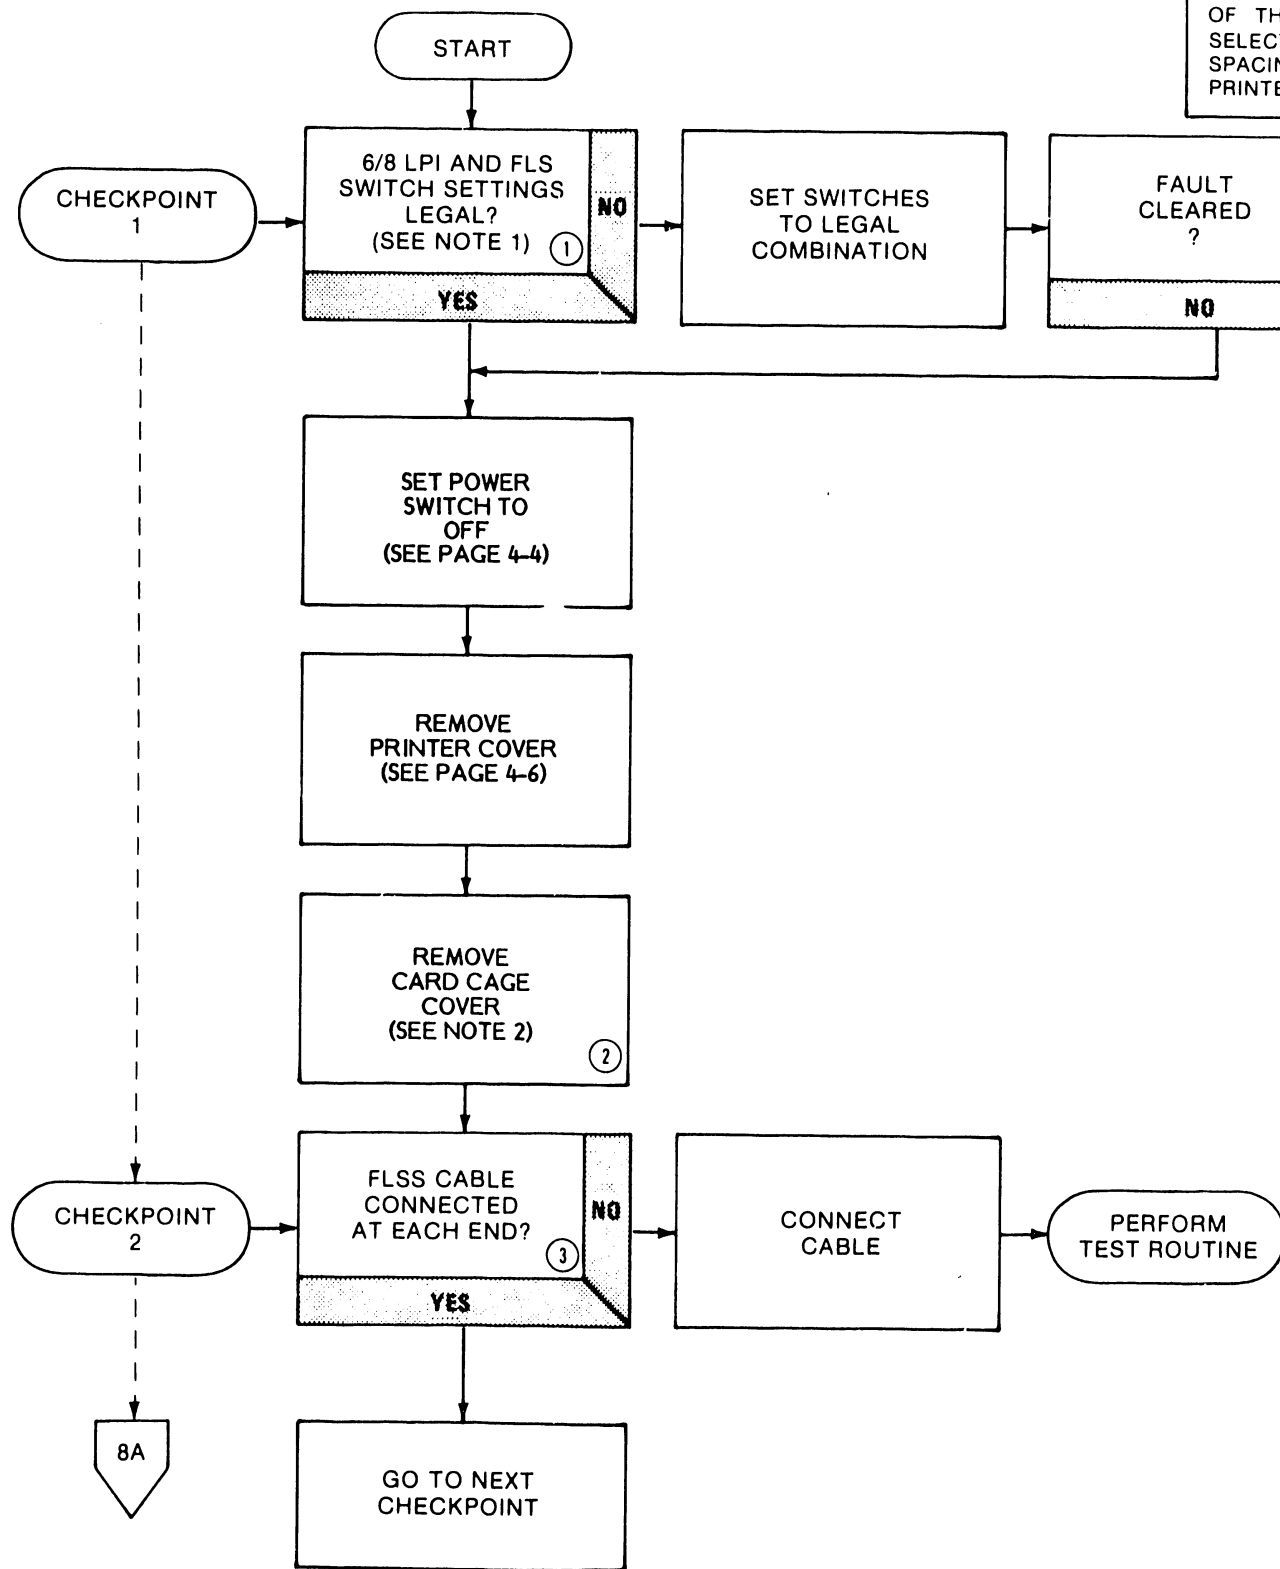 OF TH
SELECT
SPACIN
PRINTE
START
CHECKPOINT
1
6/8 LPI AND FLS
SWITCH SETTINGS
LEGAL?
(SEE NOTE 1)
1
NO
YES
SET SWITCHES
TO LEGAL
COMBINATION
FAULT
CLEARED
?
NO
SET POWER
SWITCH TO
OFF
(SEE PAGE 4-4)
REMOVE
PRINTER COVER
(SEE PAGE 4-6)
REMOVE
CARD CAGE
COVER
(SEE NOTE 2)
2
CHECKPOINT
2
FLSS CABLE
CONNECTED
AT EACH END?
3
NO
YES
CONNECT
CABLE
PERFORM
TEST ROUTINE
8A
GO TO NEXT
CHECKPOINT